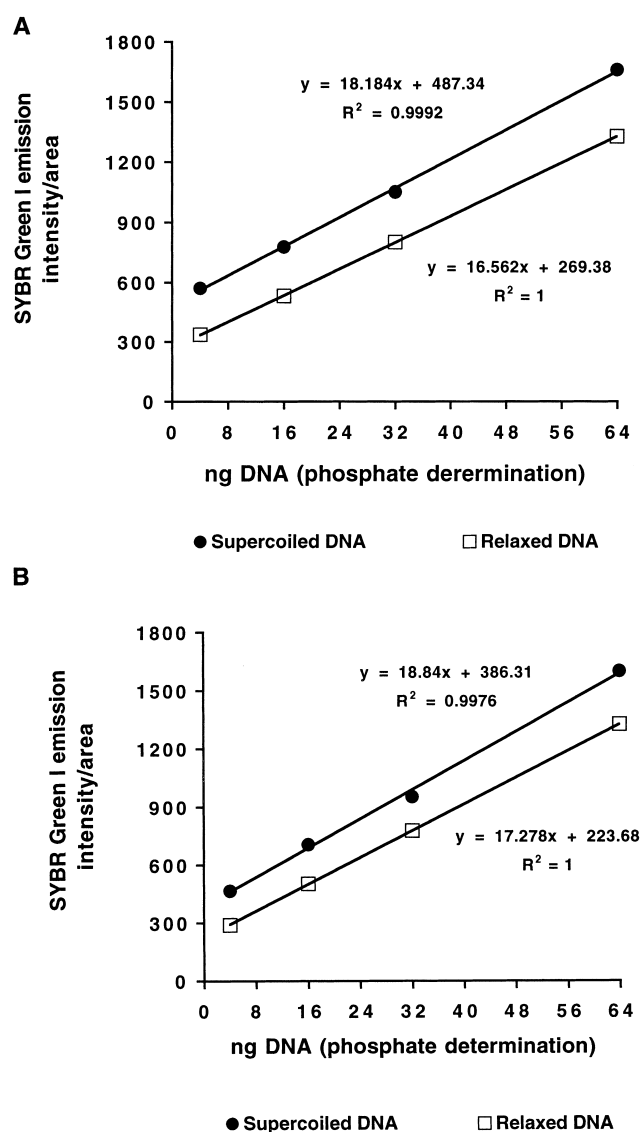 A
1800
1500
1200
900
600
300
0
SYBR Green I emission
intensity/area
y = 18.184x + 487.34
R² = 0.9992
y = 16.562x + 269.38
R² = 1
0 8 16 24 32 40 48 56 64
ng DNA (phosphate derermination)
Supercoiled DNA Relaxed DNA
B
1800
1500
1200
900
600
300
0
SYBR Green I emission
intensity/area
y = 18.84x + 386.31
R² = 0.9976
y = 17.278x + 223.68
R² = 1
0 8 16 24 32 40 48 56 64
ng DNA (phosphate determination)
Supercoiled DNA Relaxed DNA